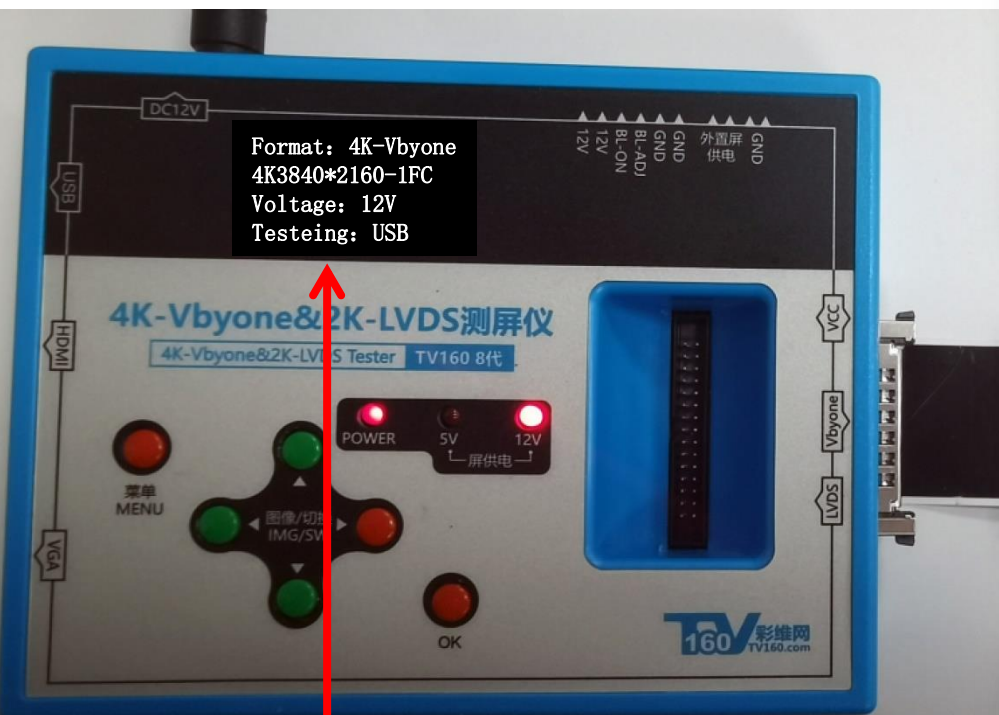 DC12V
12V
12V
BL-ON
BL-ADJ
GND
GND
外置屏
供电
GND
USB
Format: 4K-Vbyone
4K3840*2160-1FC
Voltage: 12V
Testeing: USB
4K-Vbyone&2K-LVDS测屏仪
4K-Vbyone&2K-LVDS Tester TV160 8代
HDMI
VCC
POWER 5V 12V
屏供电
Vbyone
菜单
MENU
图像/切换
IMG/SW
LVDS
VGA
OK
TV160
彩维网
TV160.com